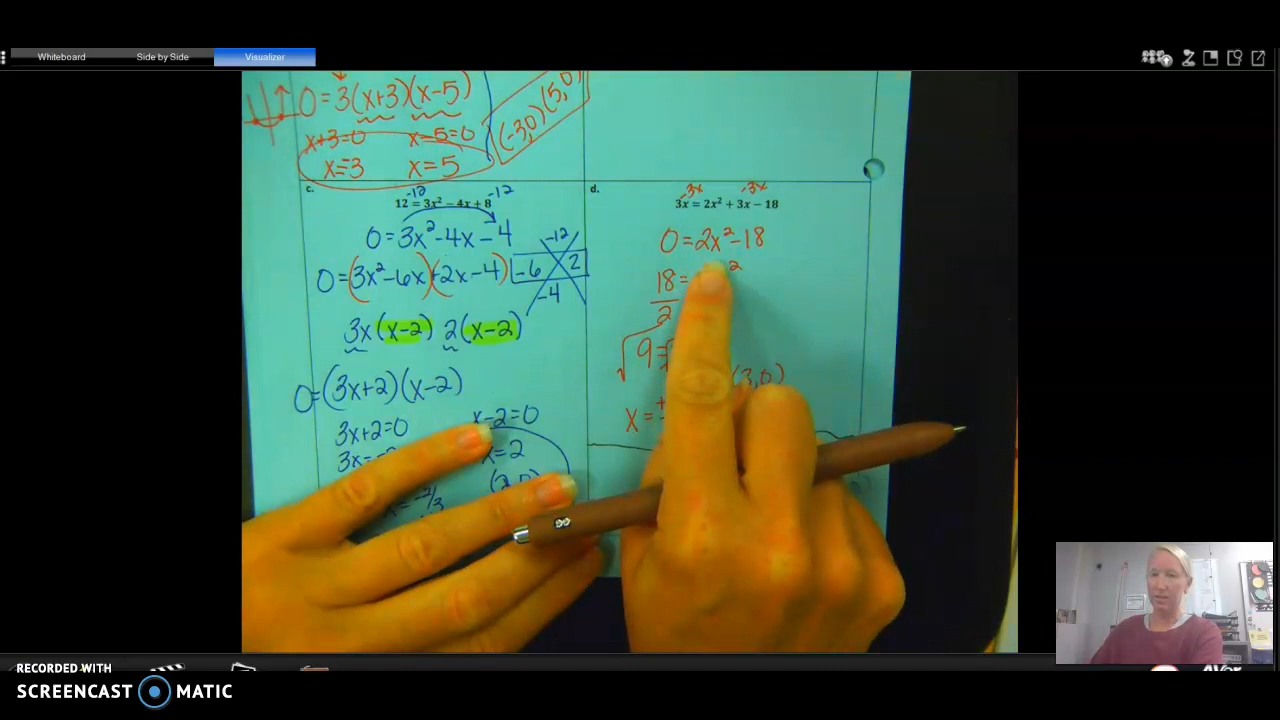 Whiteboard Side by Side Visualizer
0=3(x+3)(x-5)
x+3=0 x-5=0
x=-3 x=5
(-3,0) (5,0)
c.
-12 -12
12 = 3x² - 4x + 8
0=3x²-4x-4
0=(3x²-6x)(+2x-4)
-12
-6 2
-4
3x(x-2) 2(x-2)
0=(3x+2)(x-2)
3x+2=0 x-2=0
x=2
-2/3
d.
-3x -3x
3x = 2x² + 3x - 18
0=2x²-18
18=
2
√9=
(3,0)
x=
RECORDED WITH
SCREENCAST MATIC